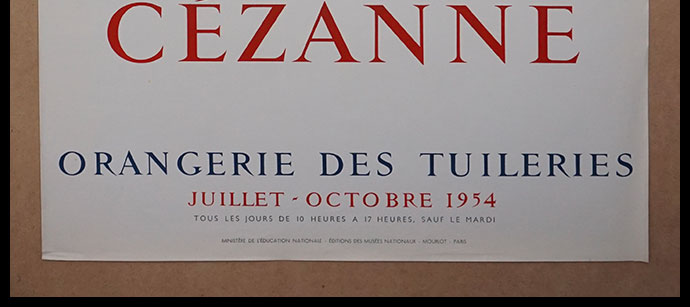 CÉZANNE
ORANGERIE DES TUILERIES
JUILLET - OCTOBRE 1954
TOUS LES JOURS DE 10 HEURES A 17 HEURES, SAUF LE MARDI
MINISTÈRE DE L'ÉDUCATION NATIONALE - ÉDITIONS DES MUSÉES NATIONAUX - MOURLOT - PARIS